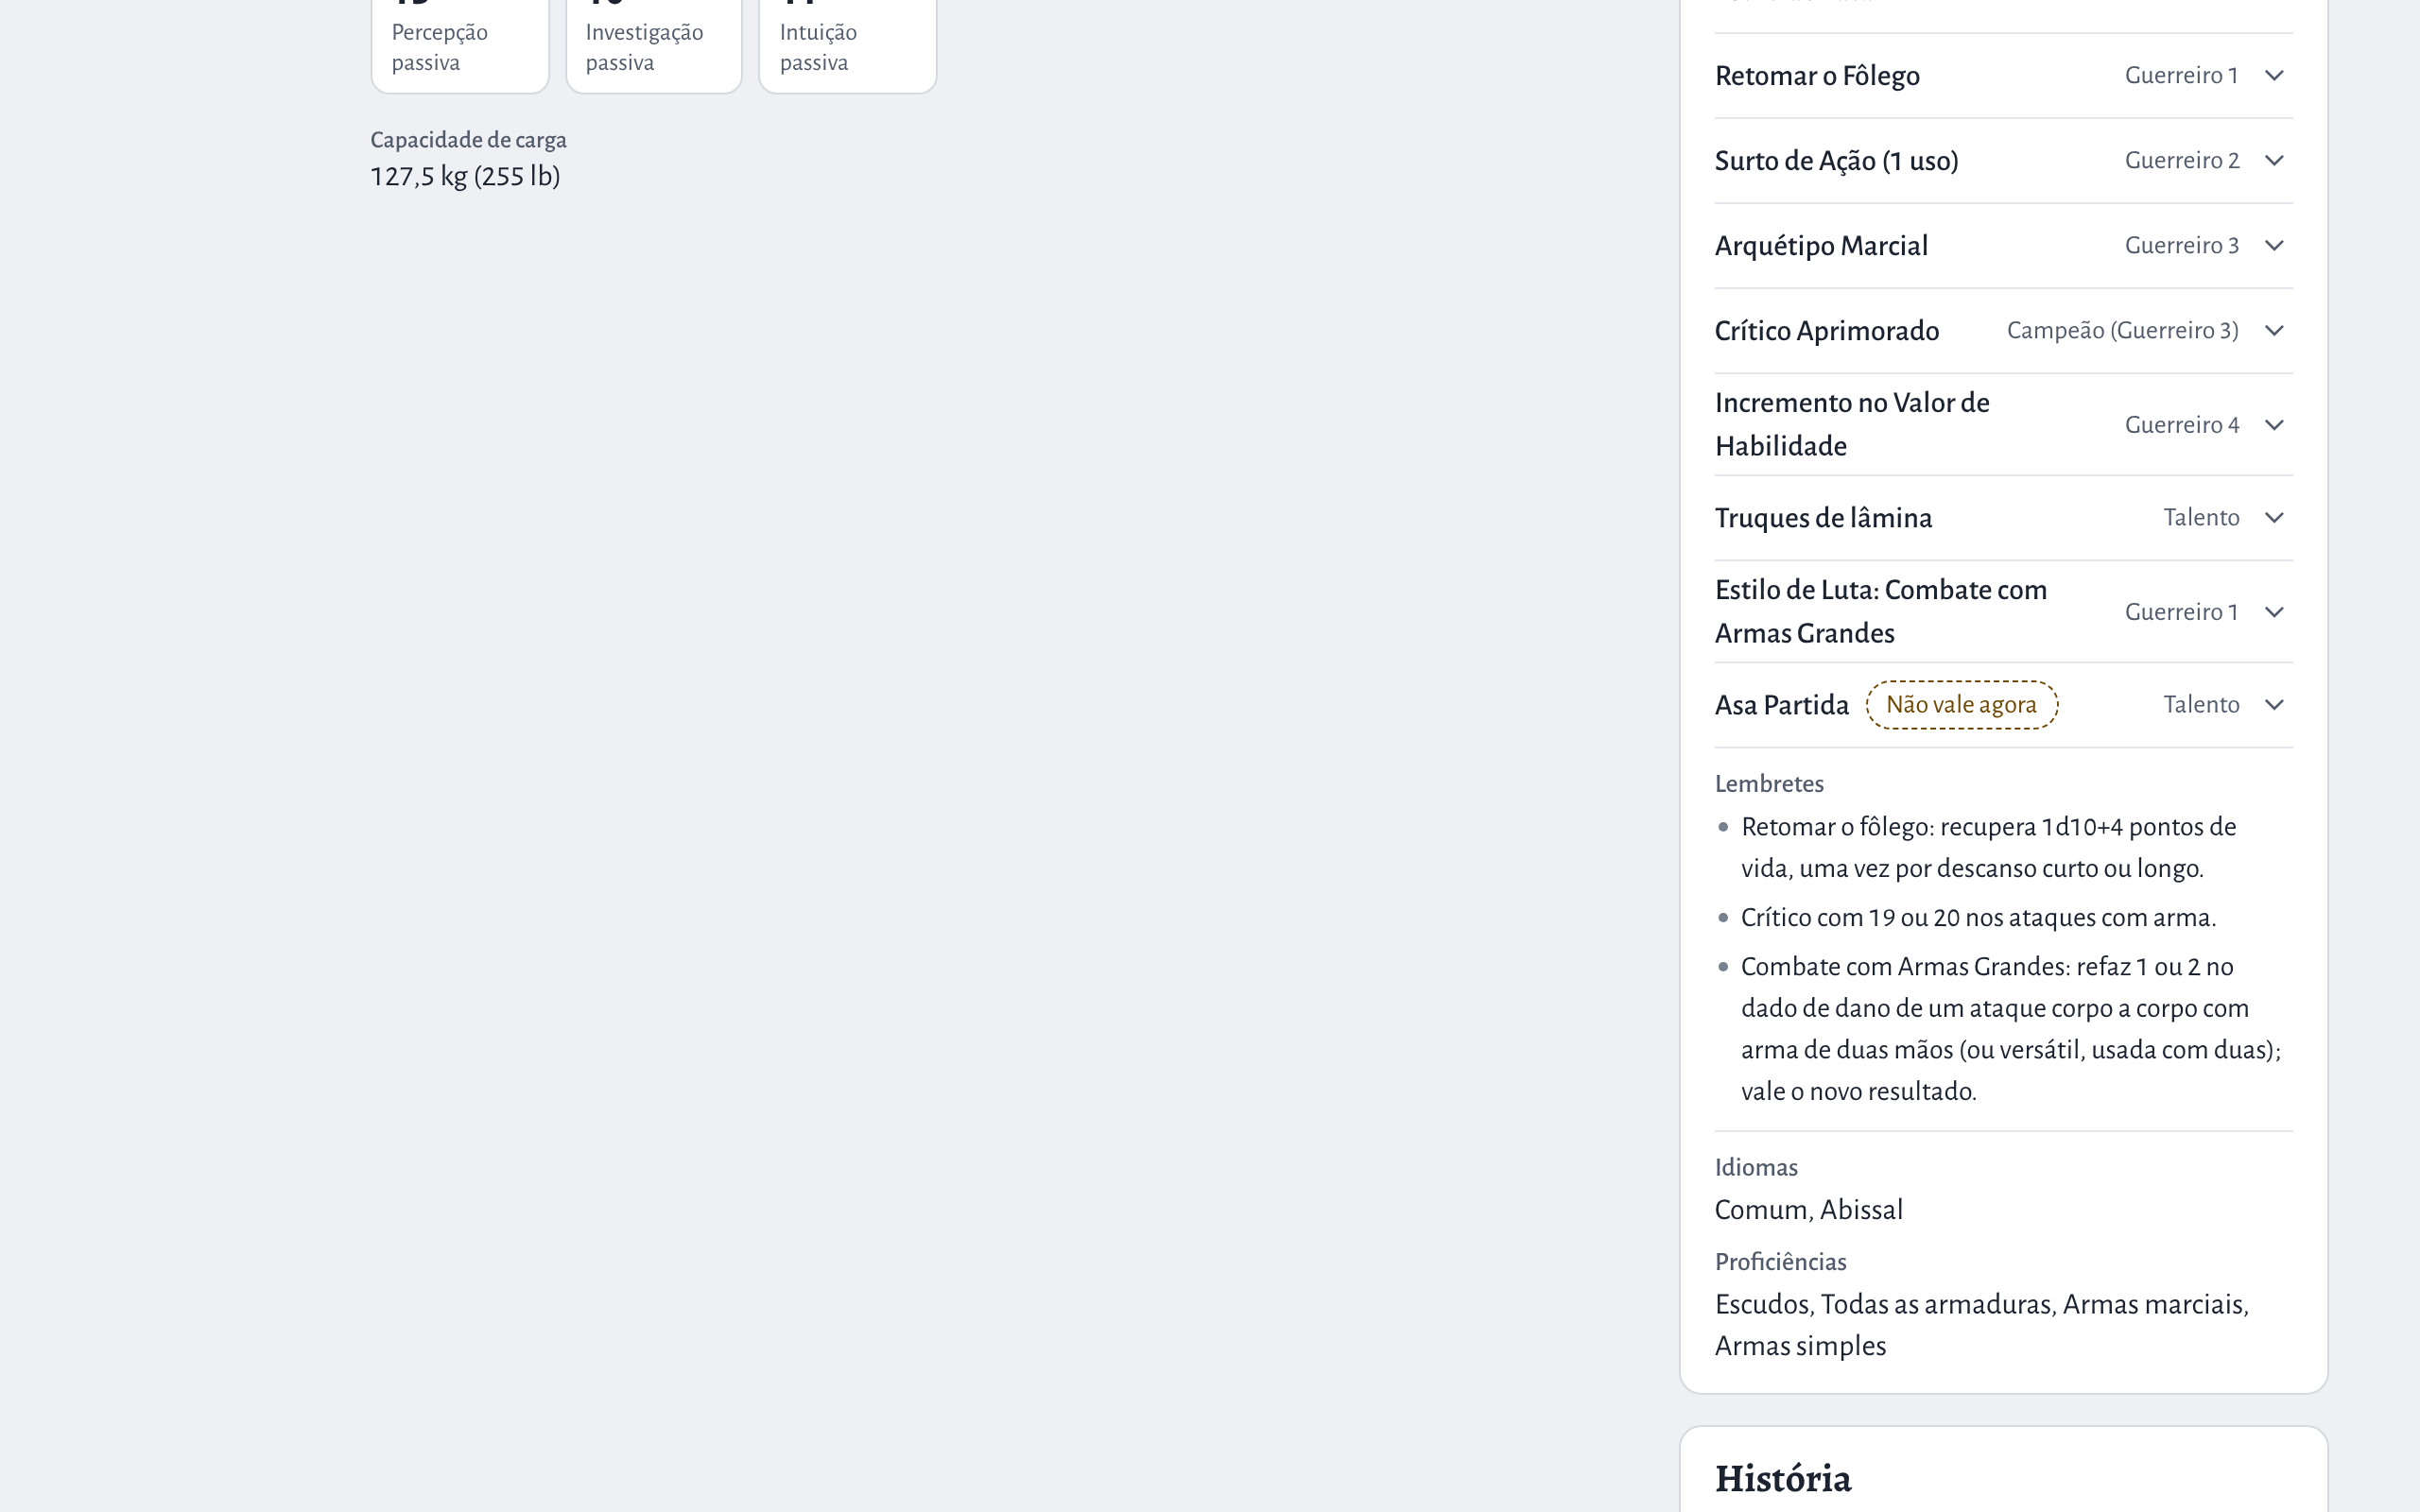 Percepção
passiva
Investigação
passiva
Intuição
passiva
Capacidade de carga
127,5 kg (255 lb)
Retomar o Fôlego Guerreiro 1
Surto de Ação (1 uso) Guerreiro 2
Arquétipo Marcial Guerreiro 3
Crítico Aprimorado Campeão (Guerreiro 3)
Incremento no Valor de
Habilidade
Guerreiro 4
Truques de lâmina Talento
Estilo de Luta: Combate com
Armas Grandes
Guerreiro 1
Asa Partida Não vale agora Talento
Lembretes
Retomar o fôlego: recupera 1d10+4 pontos de
vida, uma vez por descanso curto ou longo.
Crítico com 19 ou 20 nos ataques com arma.
Combate com Armas Grandes: refaz 1 ou 2 no
dado de dano de um ataque corpo a corpo com
arma de duas mãos (ou versátil, usada com duas);
vale o novo resultado.
Idiomas
Comum, Abissal
Proficiências
Escudos, Todas as armaduras, Armas marciais,
Armas simples
História